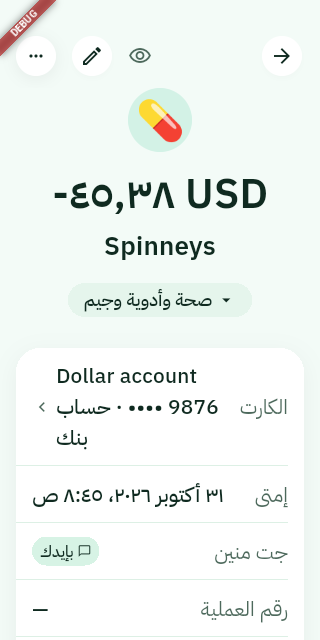 DEBUG
-٤٥,٣٨ USD
Spinneys
صحة وأدوية وجيم
الكارت
Dollar account
حساب · •••• 9876
بنك
إمتى
٣١ أكتوبر ٢٠٢٦، ٨:٤٥ ص
جت منين
بإيدك
رقم العملية
—